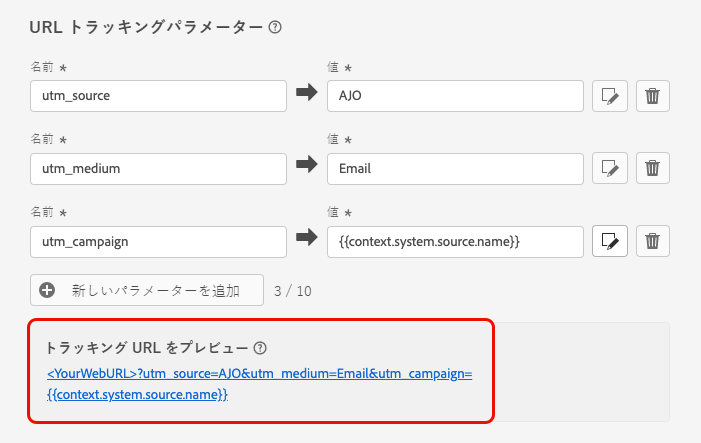 URL トラッキングパラメーター
名前 * 値 *
utm_source AJO
名前 * 値 *
utm_medium Email
名前 * 値 *
utm_campaign {{context.system.source.name}}
新しいパラメーターを追加 3 / 10
トラッキング URL をプレビュー
<YourWebURL>?utm_source=AJO&utm_medium=Email&utm_campaign=
{{context.system.source.name}}